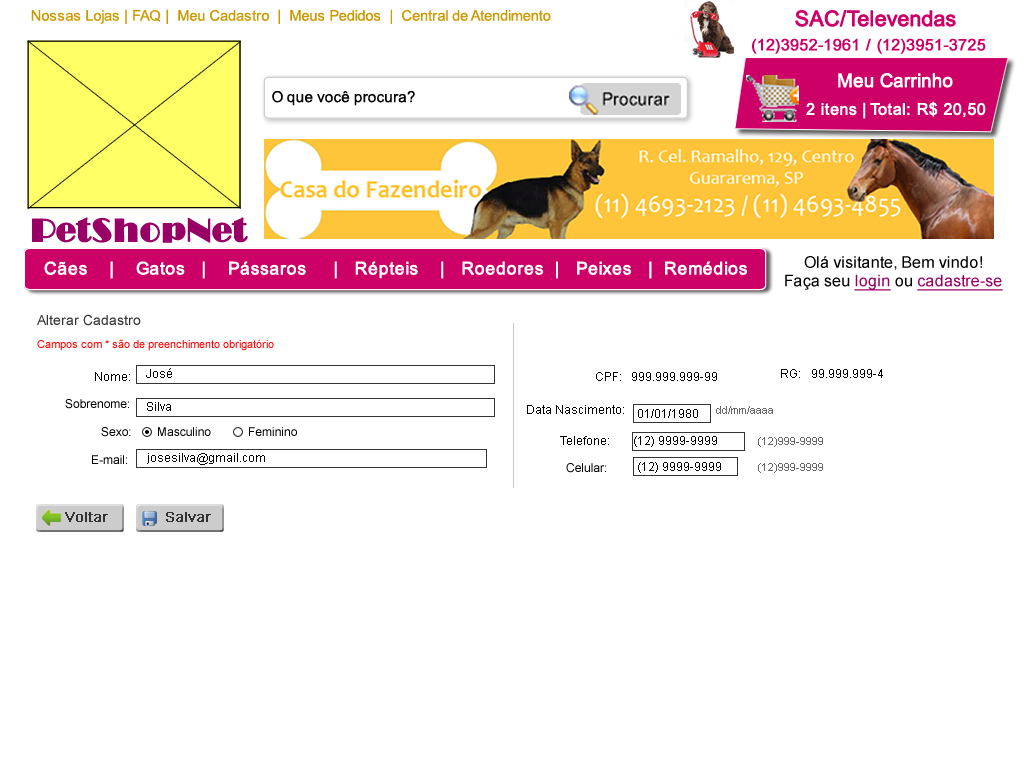 Nossas Lojas | FAQ | Meu Cadastro | Meus Pedidos | Central de Atendimento
SAC/Televendas
(12)3952-1961 / (12)3951-3725
Meu Carrinho
2 itens | Total: R$ 20,50
O que você procura?
Procurar
Casa do Fazendeiro
R. Cel. Ramalho, 129, Centro
Guararema, SP
(11) 4693-2123 / (11) 4693-4855
PetShopNet
Cães | Gatos | Pássaros | Répteis | Roedores | Peixes | Remédios
Olá visitante, Bem vindo!
Faça seu login ou cadastre-se
Alterar Cadastro
Campos com * são de preenchimento obrigatório
Nome: José
Sobrenome: Silva
Sexo: Masculino Feminino
E-mail: josesilva@gmail.com
CPF: 999.999.999-99 RG: 99.999.999-4
Data Nascimento: 01/01/1980 dd/mm/aaaa
Telefone: (12) 9999-9999 (12)999-9999
Celular: (12) 9999-9999 (12)999-9999
Voltar Salvar